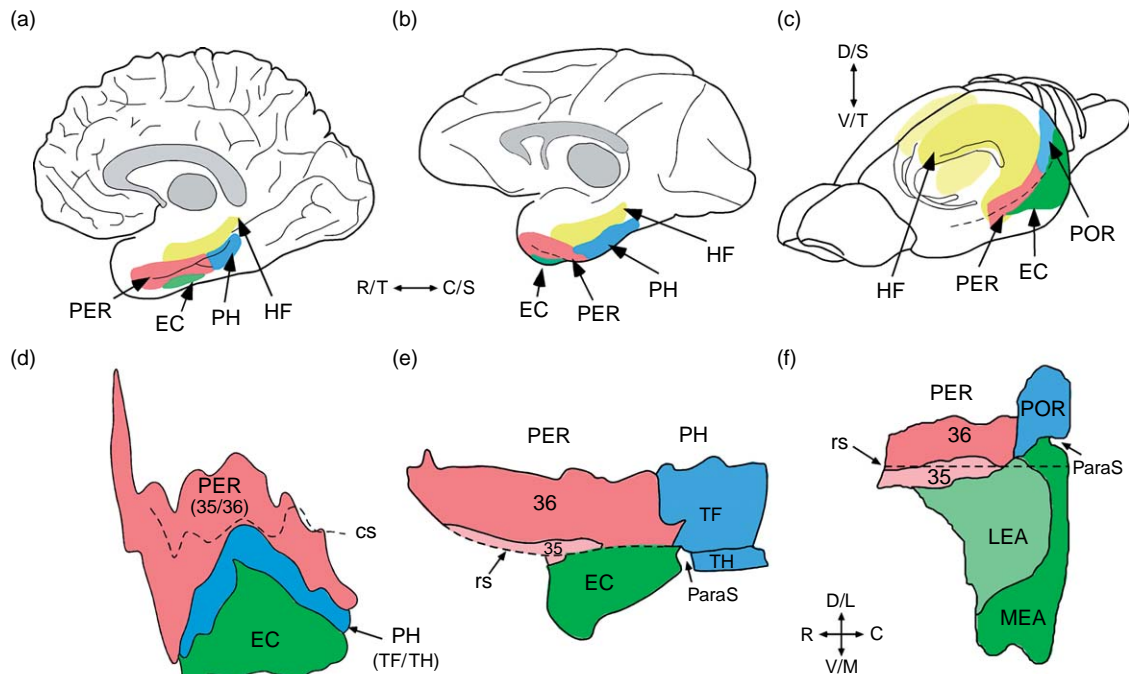 (a)
(b)
(c)
D/S
V/T
PER
EC
PH
HF
R/T
C/S
EC
PER
PH
HF
HF
PER
EC
POR
(d)
(e)
(f)
PER
(35/36)
cs
EC
PH
(TF/TH)
PER
PH
36
35
TF
TH
rs
EC
ParaS
PER
POR
36
rs
35
ParaS
LEA
MEA
D/L
R
C
V/M